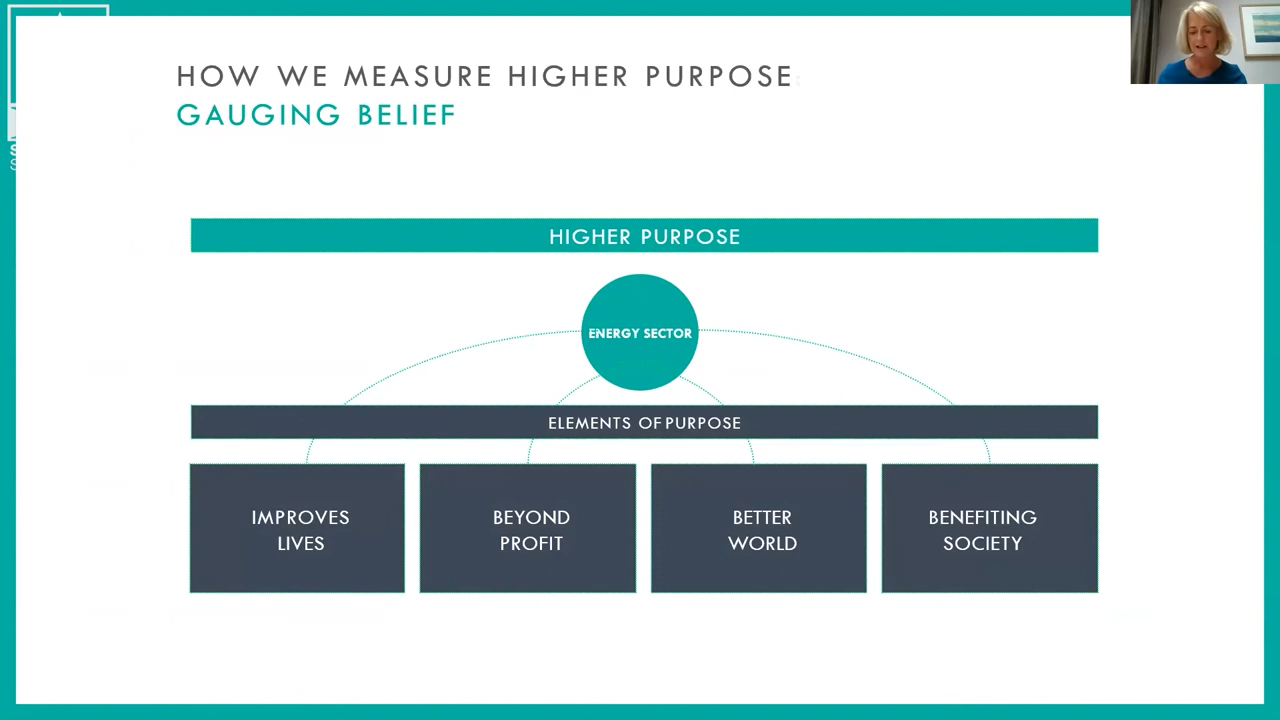 HOW WE MEASURE HIGHER PURPOSE:
GAUGING BELIEF
HIGHER PURPOSE
ENERGY SECTOR
ELEMENTS OF PURPOSE
IMPROVES
LIVES
BEYOND
PROFIT
BETTER
WORLD
BENEFITING
SOCIETY